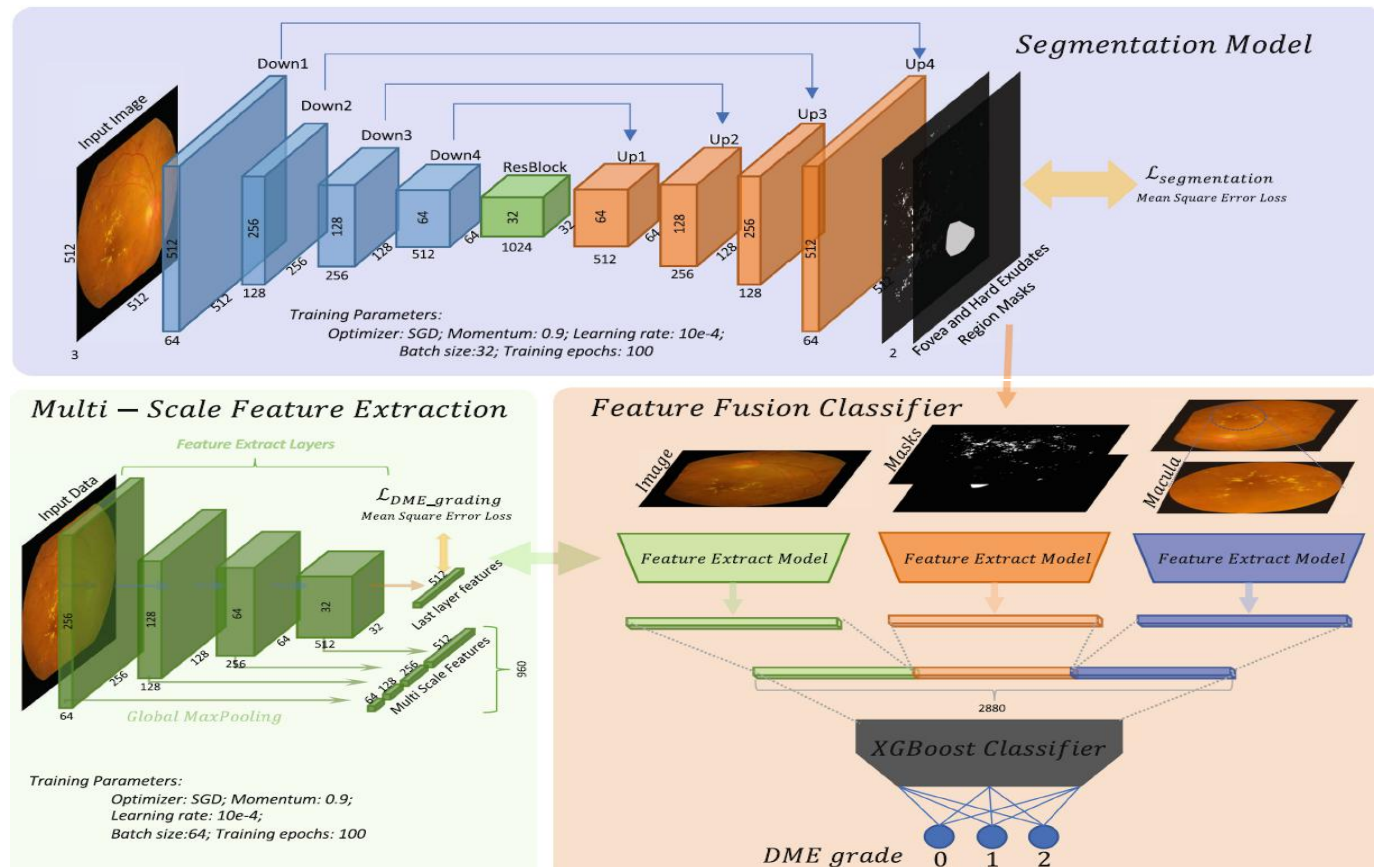 Segmentation Model
Down1
Down2
Down3
Down4
ResBlock
Up1
Up2
Up3
Up4
Input Image
512
512
3
512
512
64
256
256
128
128
128
256
64
64
512
32
32
1024
64
64
512
128
128
256
256
128
512
512
64
2
Fovea and Hard Exudates
Region Masks
ℒsegmentation
Mean Square Error Loss
Training Parameters:
Optimizer: SGD; Momentum: 0.9; Learning rate: 10e-4;
Batch size:32; Training epochs: 100
Multi − Scale Feature Extraction
Feature Extract Layers
Input Data
ℒDME_grading
Mean Square Error Loss
256
256
64
128
128
128
64
64
256
32
32
512
512
Last layer features
64 128 256 512
Multi Scale Features
960
Global MaxPooling
Training Parameters:
Optimizer: SGD; Momentum: 0.9;
Learning rate: 10e-4;
Batch size:64; Training epochs: 100
Feature Fusion Classifier
Image
Masks
Macula
Feature Extract Model
Feature Extract Model
Feature Extract Model
2880
XGBoost Classifier
DME grade
0 1 2